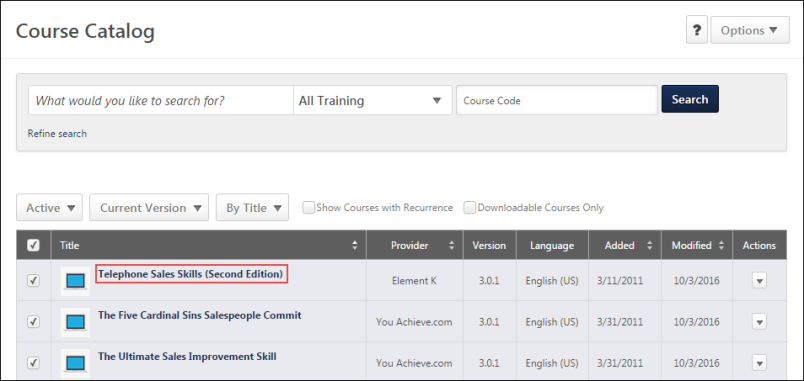 Course Catalog
? Options
What would you like to search for? All Training Course Code Search
Refine search
Active Current Version By Title Show Courses with Recurrence Downloadable Courses Only
Title Provider Version Language Added Modified Actions
Telephone Sales Skills (Second Edition) Element K 3.0.1 English (US) 3/11/2011 10/3/2016
The Five Cardinal Sins Salespeople Commit You Achieve.com 3.0.1 English (US) 3/31/2011 10/3/2016
The Ultimate Sales Improvement Skill You Achieve.com 3.0.1 English (US) 3/31/2011 10/3/2016